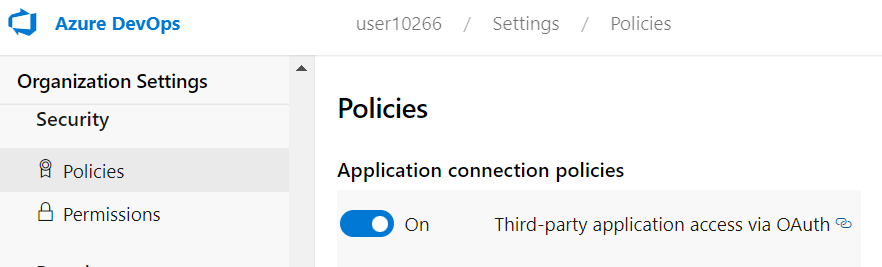 Azure DevOps
user10266 / Settings / Policies
Organization Settings
Security
Policies
Permissions
Policies
Application connection policies
On Third-party application access via OAuth